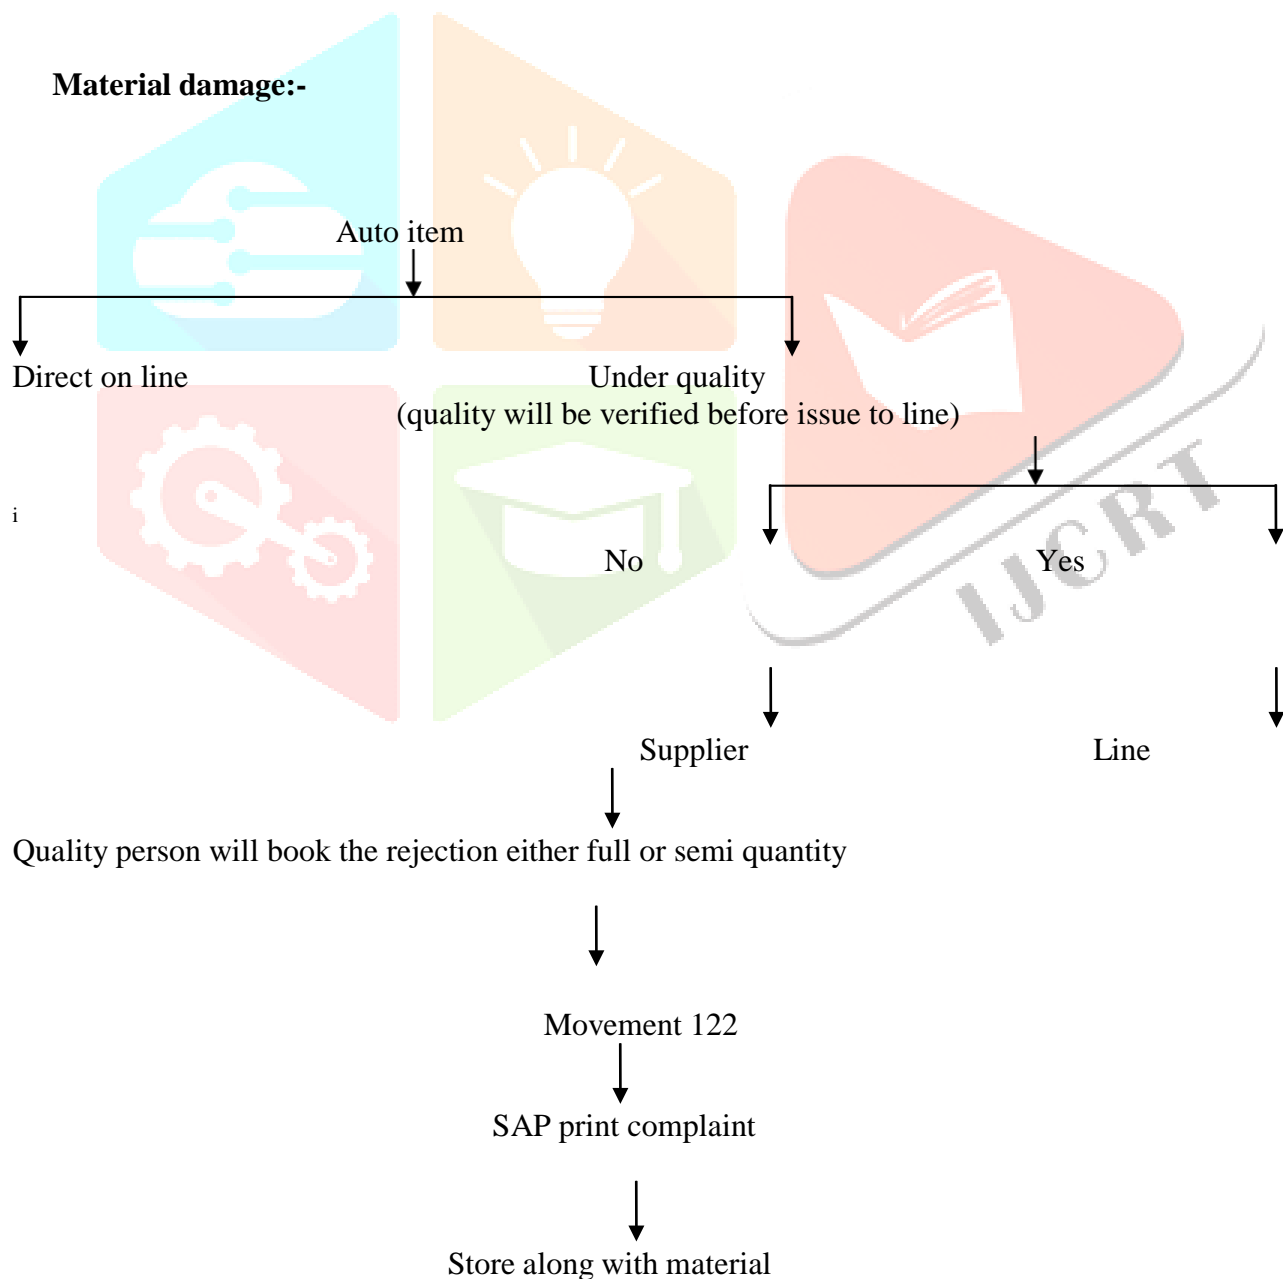 Material damage:-
Auto item
Direct on line
Under quality
(quality will be verified before issue to line)
i
No
Yes
IJCRT
Supplier
Line
Quality person will book the rejection either full or semi quantity
Movement 122
SAP print complaint
Store along with material